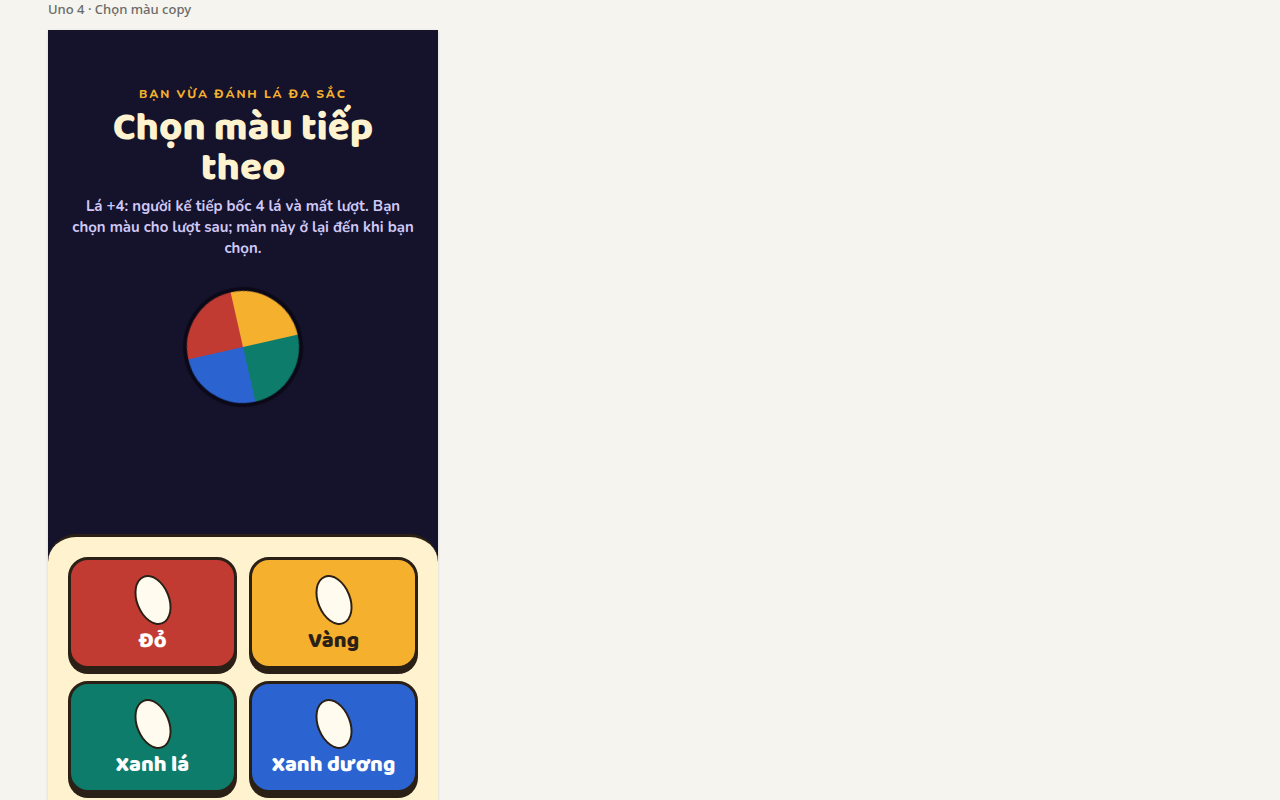 Uno 4 · Chọn màu copy
BẠN VỪA ĐÁNH LÁ ĐA SẮC
Chọn màu tiếp
theo
Lá +4: người kế tiếp bốc 4 lá và mất lượt. Bạn
chọn màu cho lượt sau; màn này ở lại đến khi bạn
chọn.
Đỏ
Vàng
Xanh lá
Xanh dương